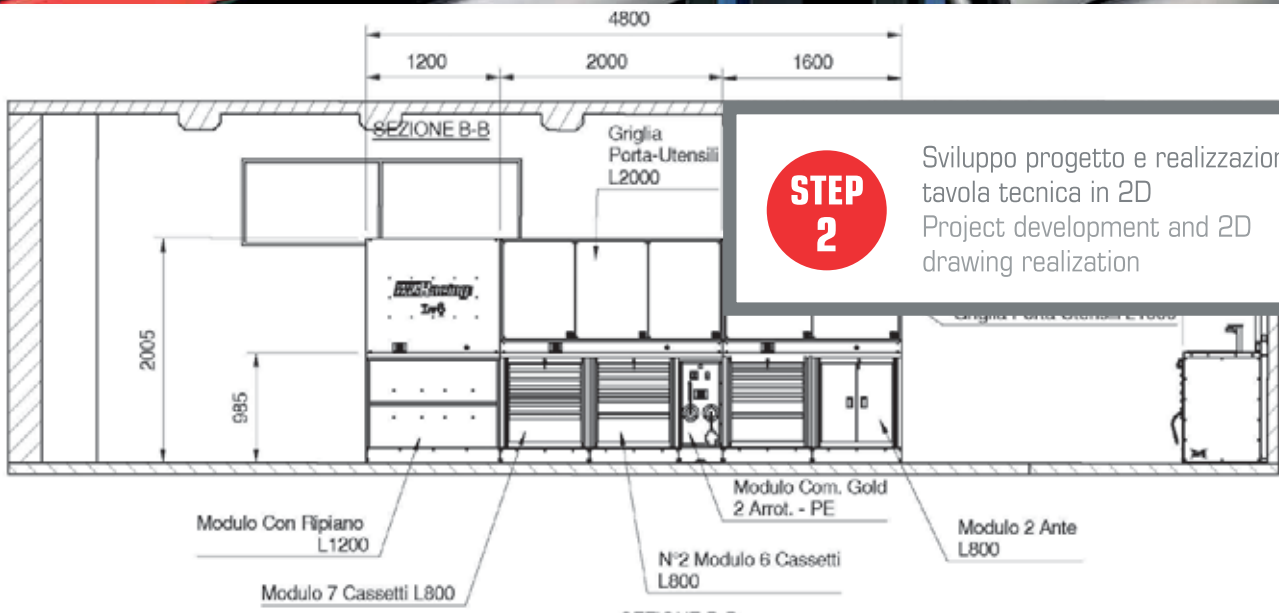 4800
1200
2000
1600
SEZIONE B-B
Griglia
Porta-Utensili
L2000
STEP
2
Sviluppo progetto e realizzazion
tavola tecnica in 2D
Project development and 2D
drawing realization
2005
985
Modulo Con Ripiano
L1200
Modulo 7 Cassetti L800
N°2 Modulo 6 Cassetti
L800
Modulo Com. Gold
2 Arrot. - PE
Modulo 2 Ante
L800